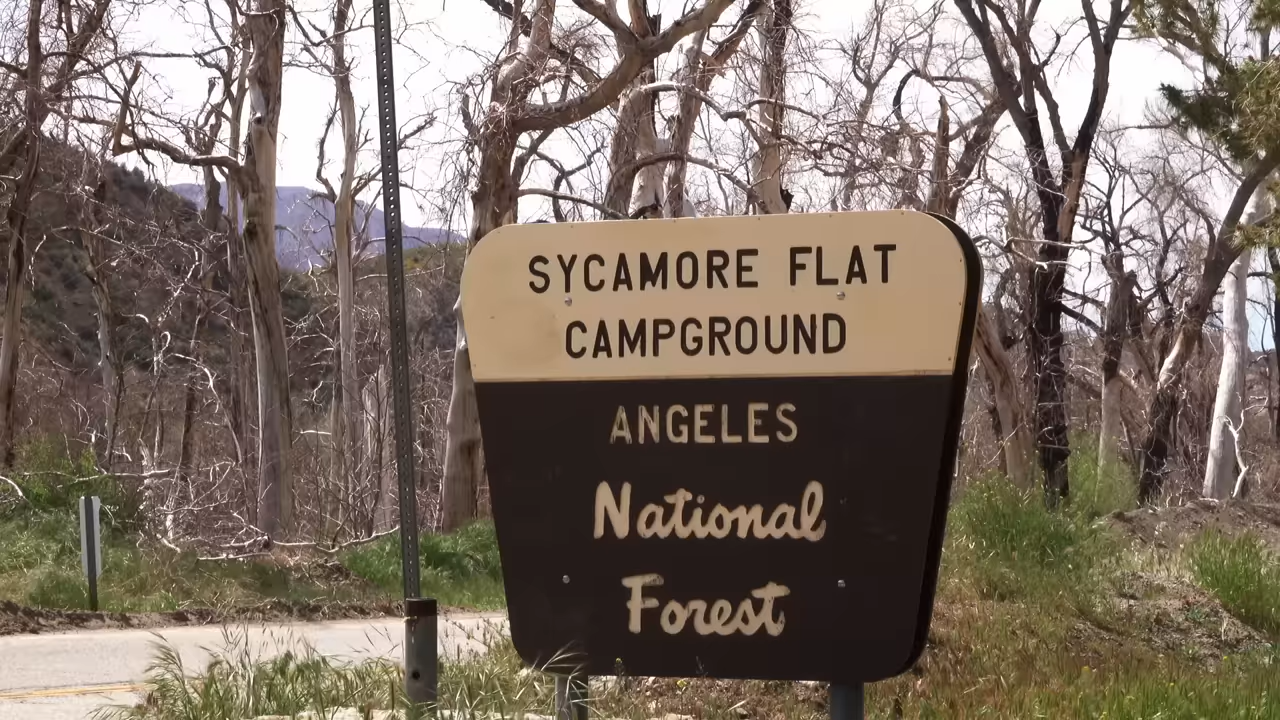 SYCAMORE FLAT
CAMPGROUND
ANGELES
National
Forest